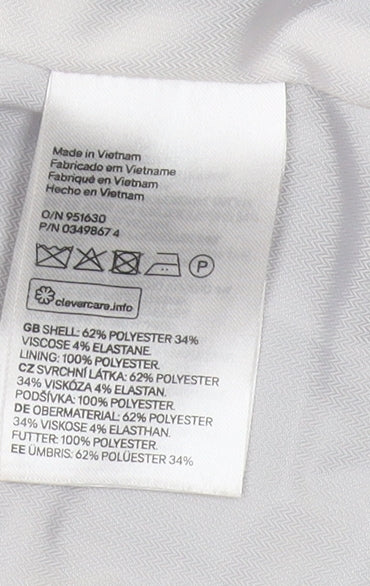 Made in Vietnam
Fabricado em Vietname
Fabriqué en Vietnam
Hecho en Vietnam
O/N 951630
P/N 0349867 4
P
clevercare.info
GB SHELL: 62% POLYESTER 34%
VISCOSE 4% ELASTANE.
LINING: 100% POLYESTER.
CZ SVRCHNÍ LÁTKA: 62% POLYESTER
34% VISKÓZA 4% ELASTAN.
PODŠÍVKA: 100% POLYESTER.
DE OBERMATERIAL: 62% POLYESTER
34% VISKOSE 4% ELASTHAN.
FUTTER: 100% POLYESTER.
EE ÜMBRIS: 62% POLÜESTER 34%